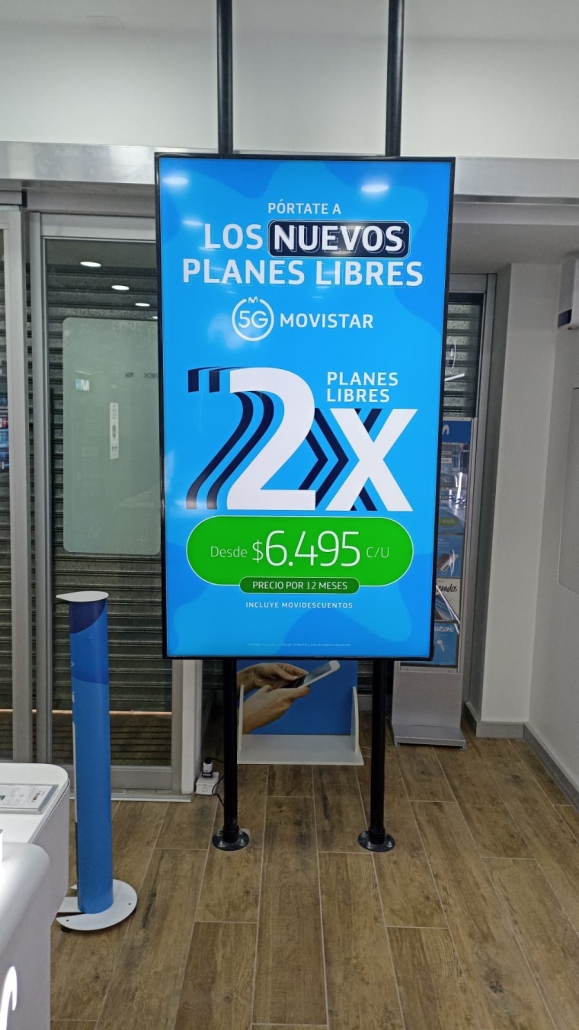 PÓRTATE A
LOS NUEVOS
PLANES LIBRES
5G MOVISTAR
PLANES
LIBRES
2X
Desde $6.495 C/U
PRECIO POR 12 MESES
INCLUYE MOVIDESCUENTOS